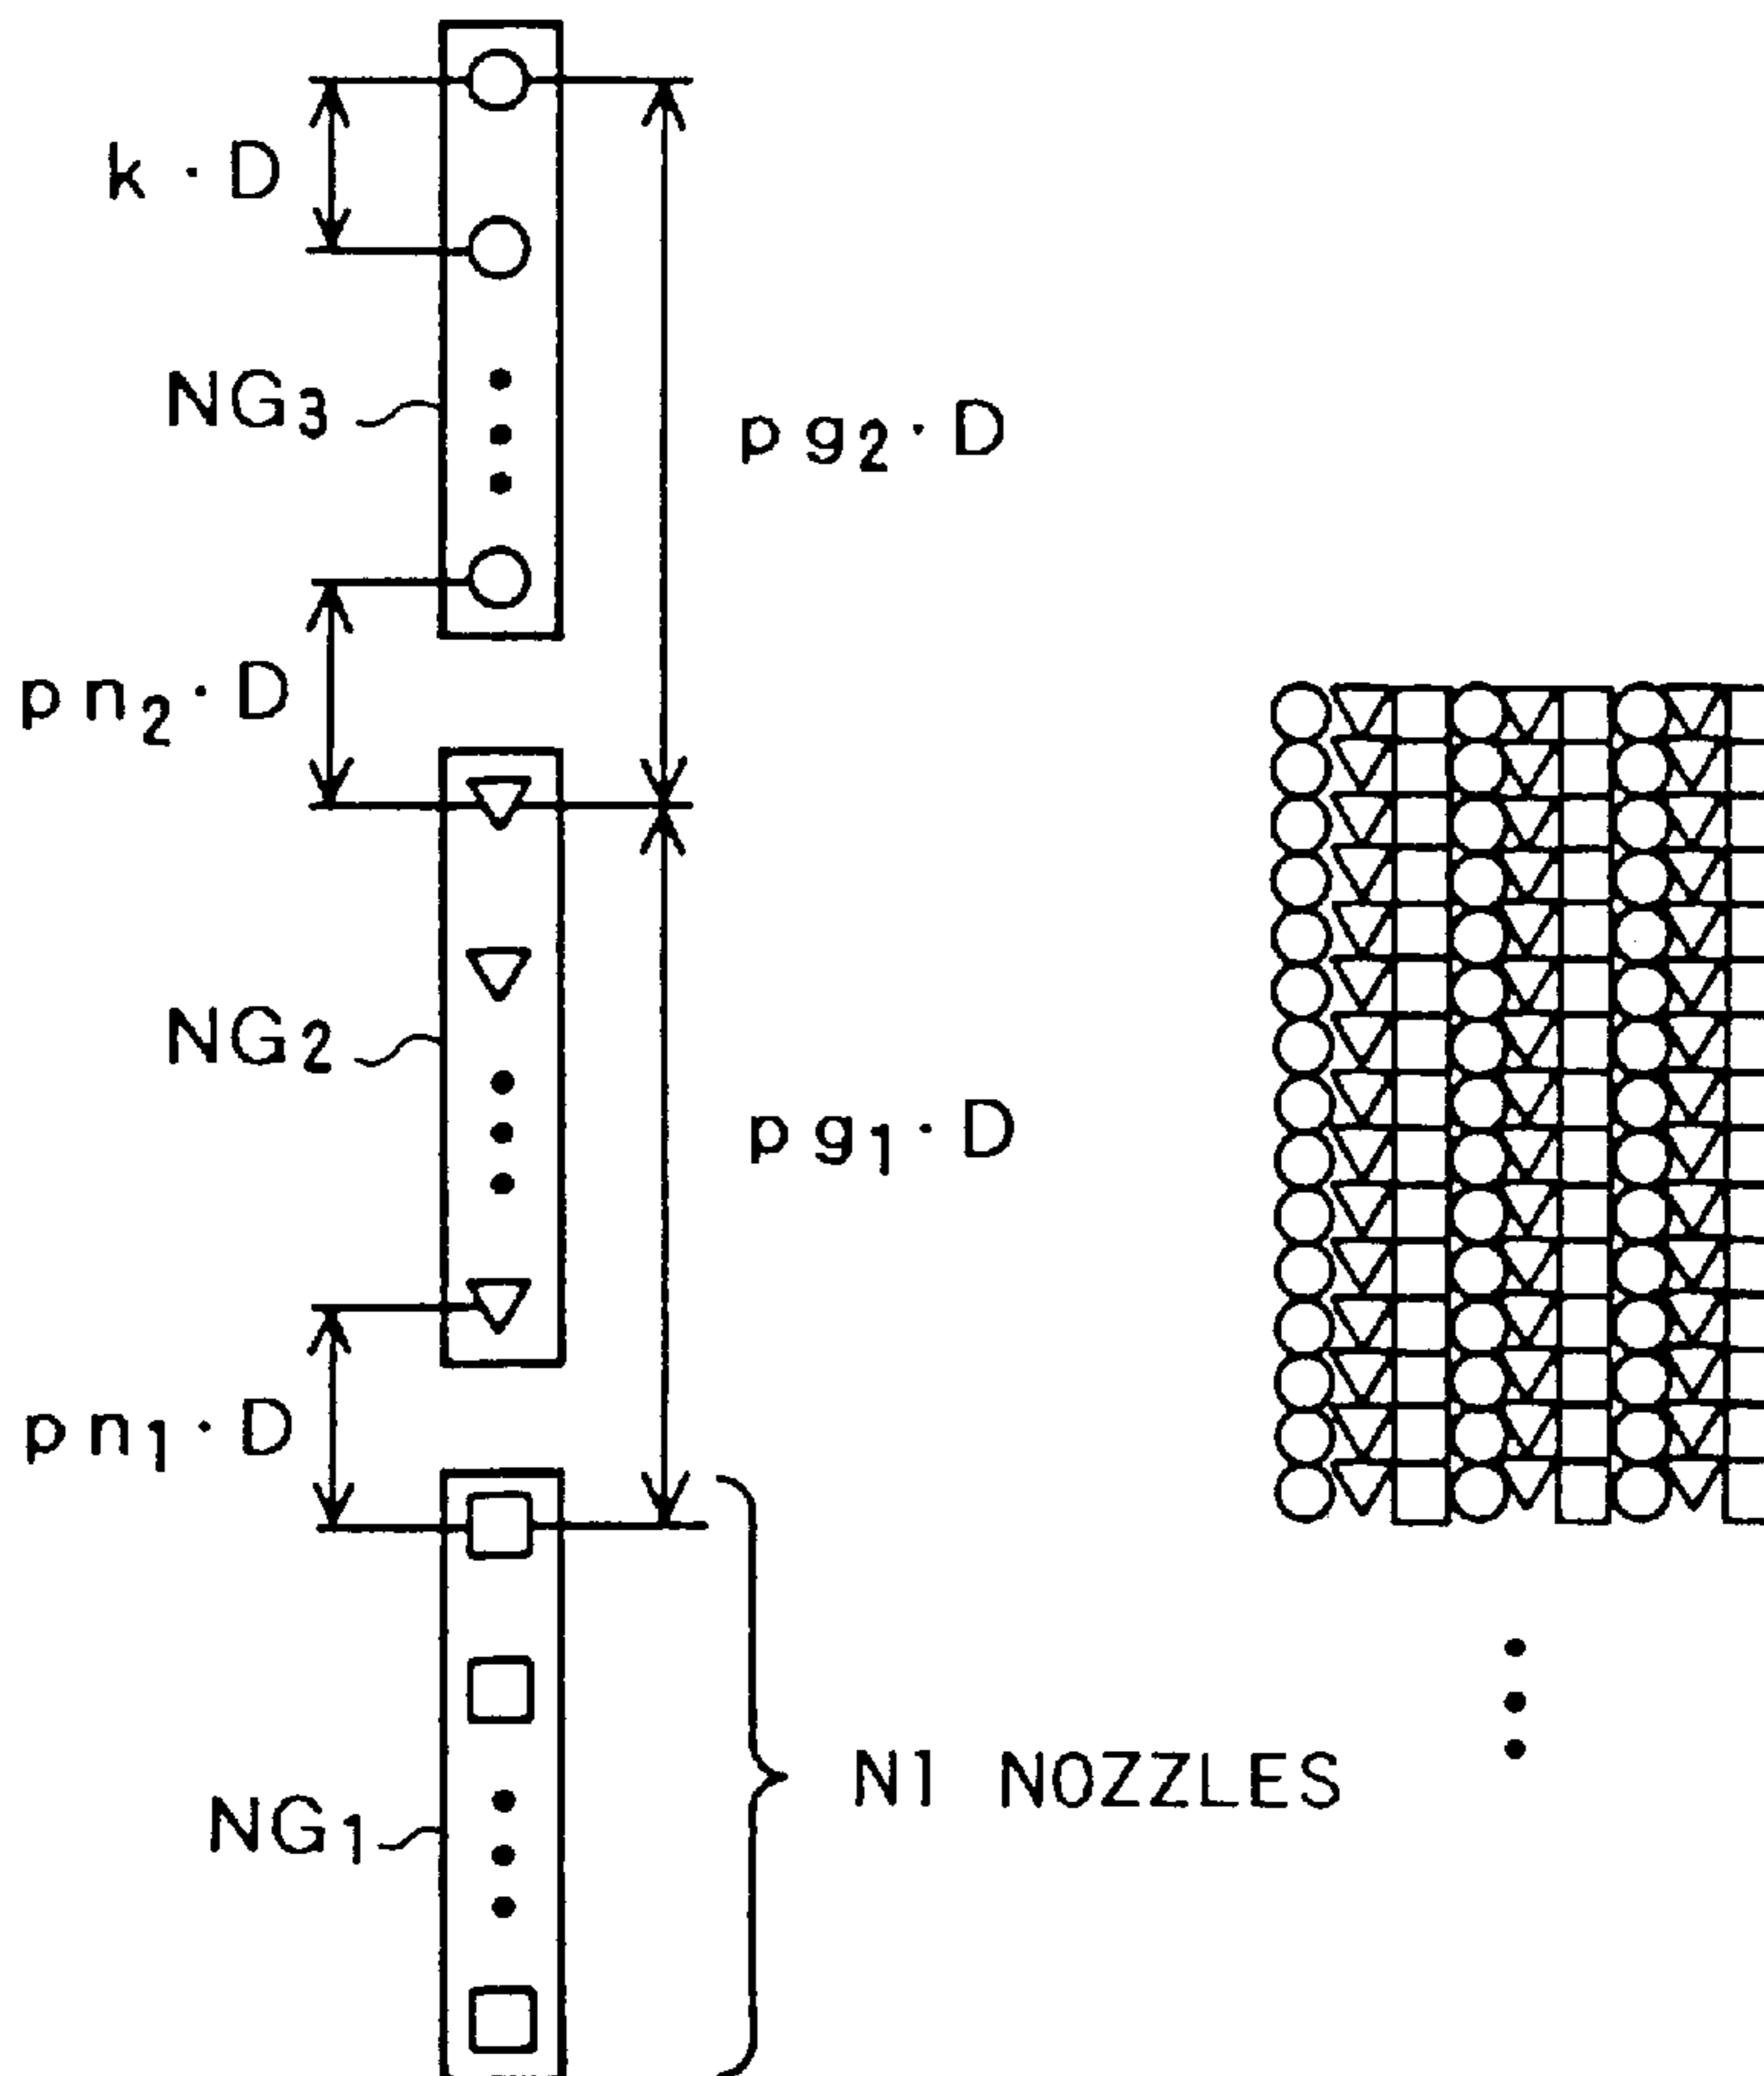 k · D
NG3
pg2 · D
pn2 · D
NG2
pg1 · D
pn1 · D
N1 NOZZLES
NG1